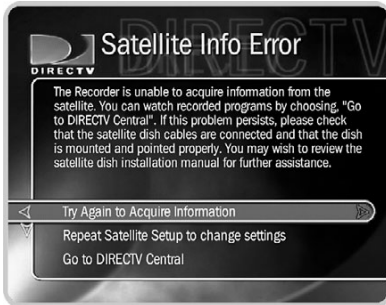 DIRECTV
Satellite Info Error
DIRECTV
The Recorder is unable to acquire information from the
satellite. You can watch recorded programs by choosing, "Go
to DIRECTV Central". If this problem persists, please check
that the satellite dish cables are connected and that the dish
is mounted and pointed properly. You may wish to review the
satellite dish installation manual for further assistance.
Try Again to Acquire Information
Repeat Satellite Setup to change settings
Go to DIRECTV Central